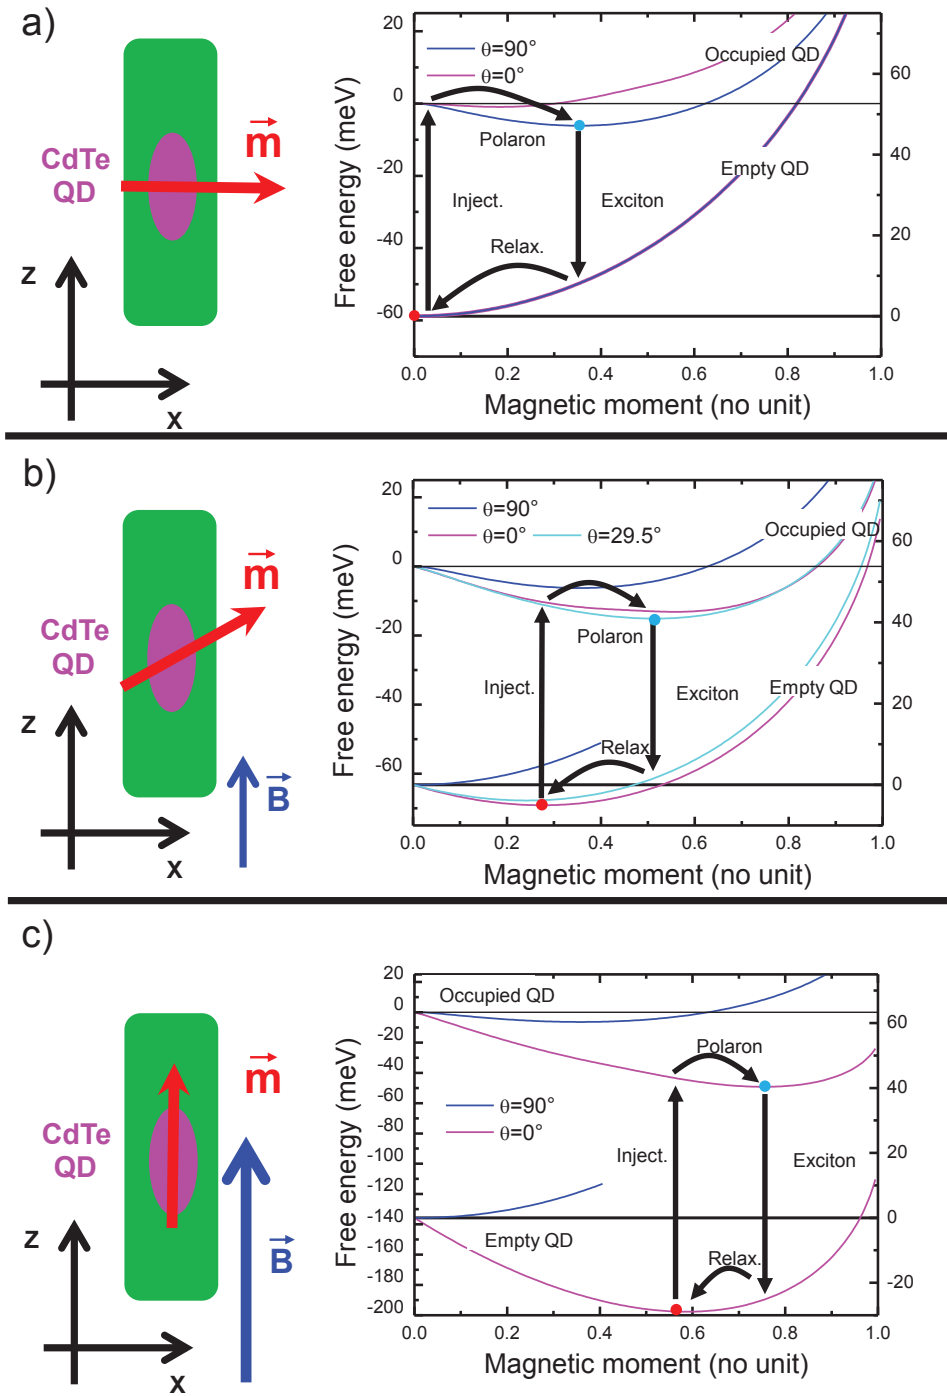 a)
CdTe
QD
m
z
x
θ=90°
θ=0°
Occupied QD
Polaron
Empty QD
Inject.
Exciton
Relax.
Free energy (meV)
20
0
-20
-40
-60
60
40
20
0
0.0 0.2 0.4 0.6 0.8 1.0
Magnetic moment (no unit)
b)
CdTe
QD
m
z
x
B
θ=90°
θ=0° θ=29.5°
Occupied QD
Polaron
Inject.
Exciton
Empty QD
Relax.
Free energy (meV)
20
0
-20
-40
-60
60
40
20
0
0.0 0.2 0.4 0.6 0.8 1.0
Magnetic moment (no unit)
c)
CdTe
QD
m
z
x
B
Occupied QD
Polaron
θ=90°
θ=0°
Inject.
Exciton
Empty QD
Relax.
Free energy (meV)
20
0
-40
-60
-80
-100
-120
-140
-160
-180
-200
60
40
20
0
-20
0.0 0.2 0.4 0.6 0.8 1.0
Magnetic moment (no unit)